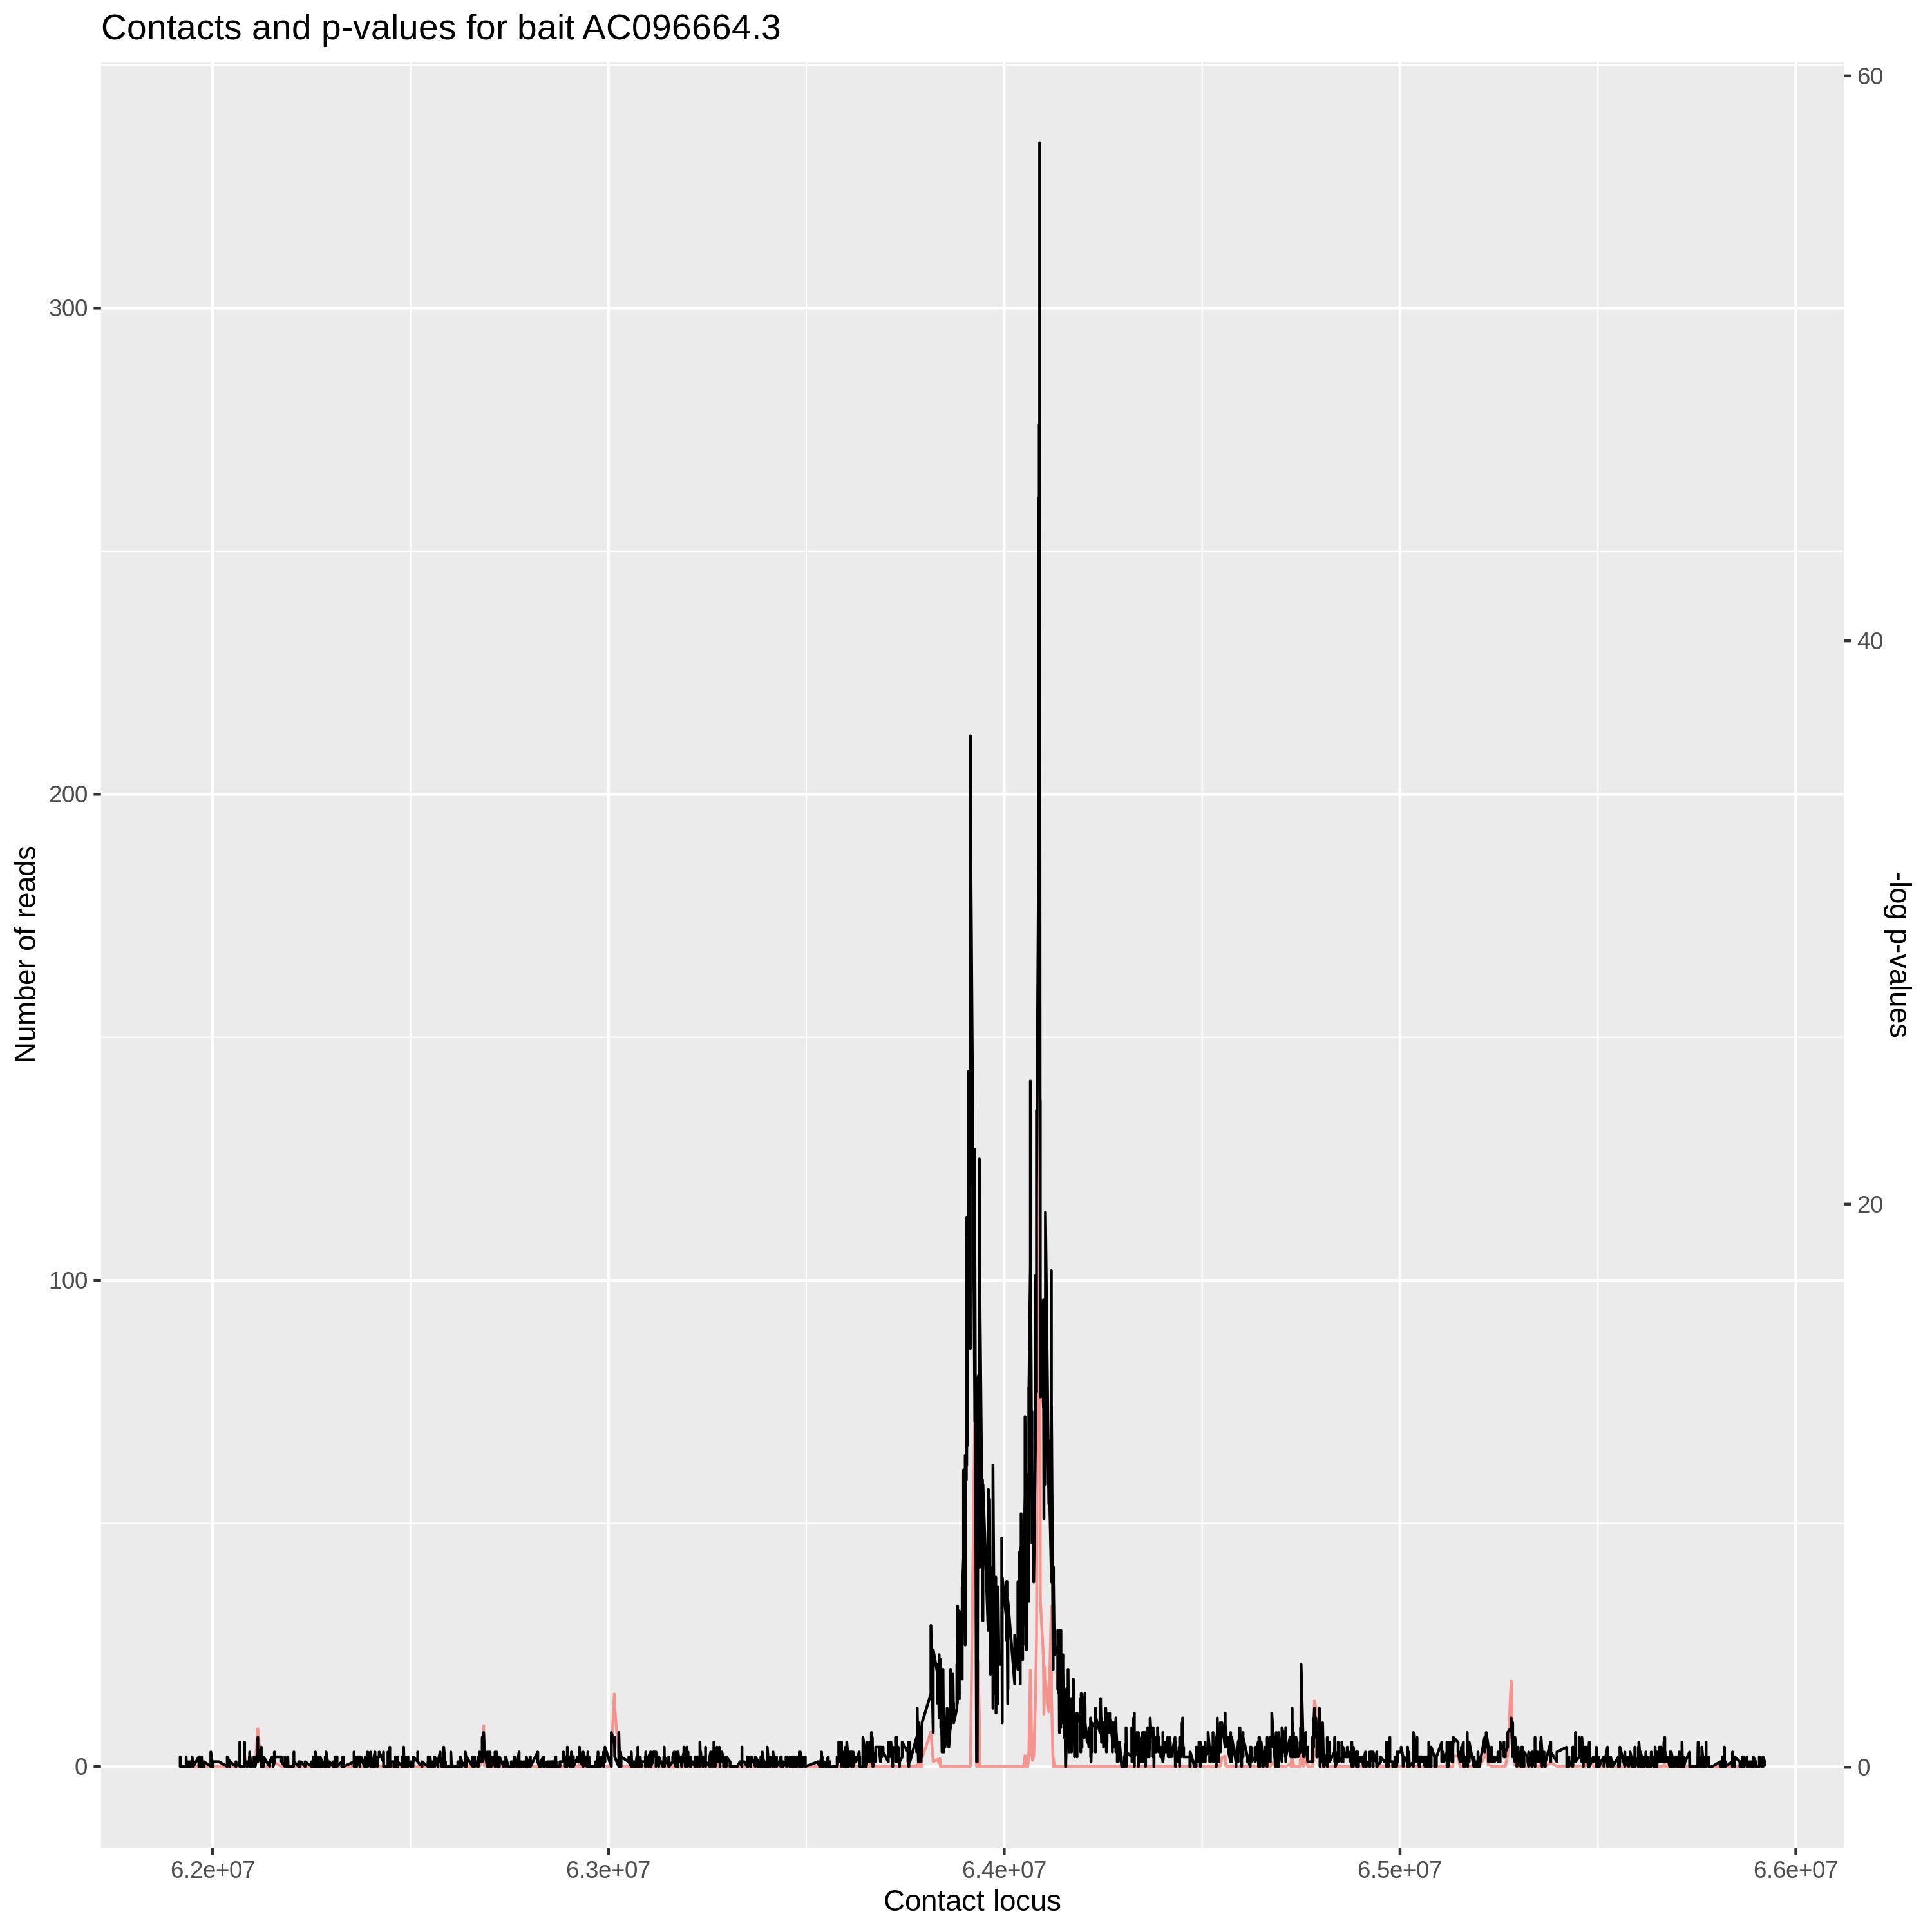 Contacts and p-values for bait AC096664.3
60
300
40
200
Number of reads
-log p-values
20
100
0
0
6.2e+07 6.3e+07 6.4e+07 6.5e+07 6.6e+07
Contact locus